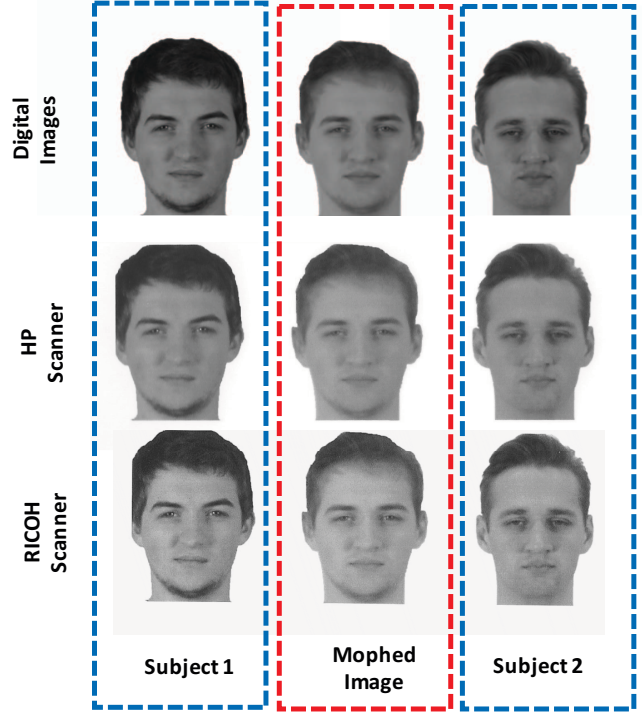 Digital
Images
HP
Scanner
RICOH
Scanner
Subject 1
Mophed
Image
Subject 2